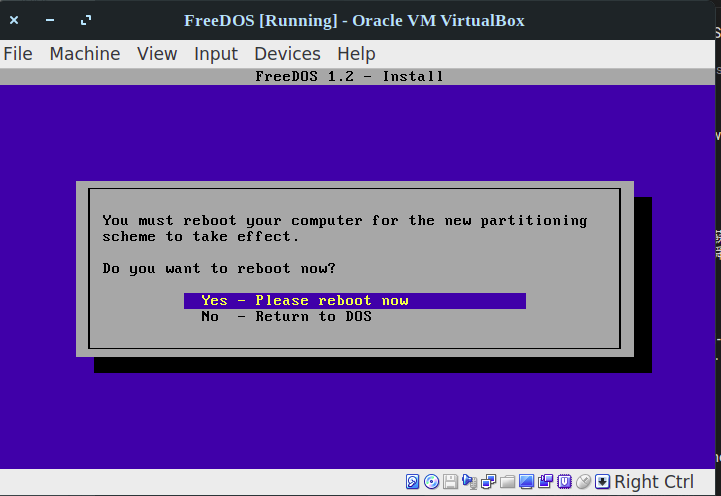 FreeDOS [Running] - Oracle VM VirtualBox
File Machine View Input Devices Help
FreeDOS 1.2 - Install
You must reboot your computer for the new partitioning
scheme to take effect.
Do you want to reboot now?
Yes - Please reboot now
No - Return to DOS
Right Ctrl